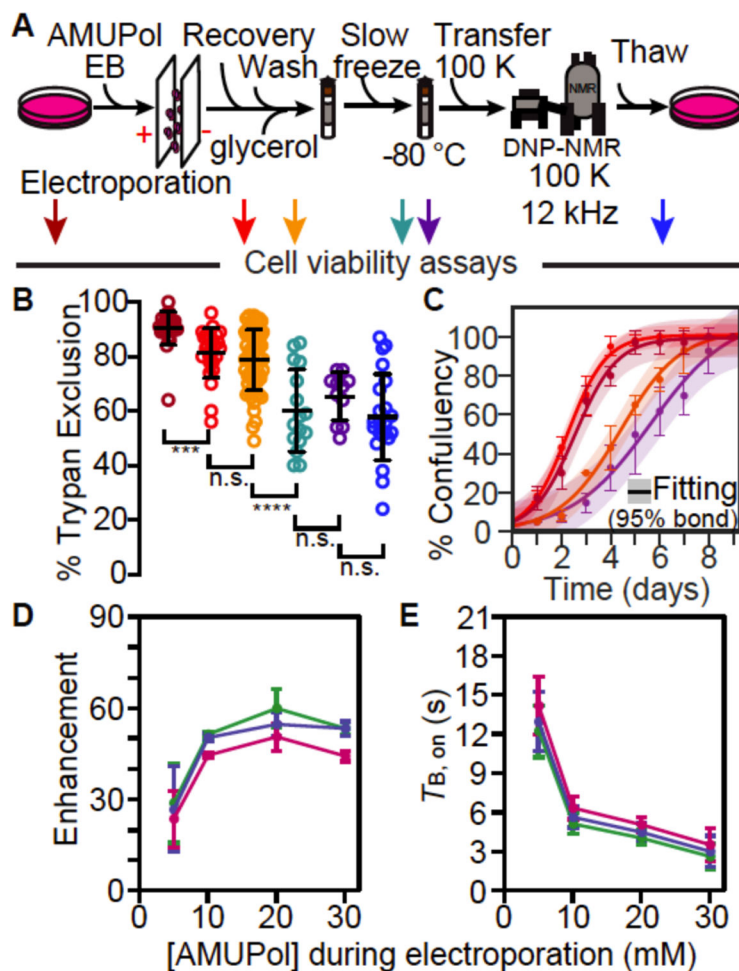 A
AMUPol Recovery Slow Transfer
EB Wash freeze 100 K Thaw
NMR
+ -
glycerol
-80 °C
DNP-NMR
Electroporation
100 K
12 kHz
Cell viability assays
B
% Trypan Exclusion
100
80
60
40
20
0
***
n.s.
****
n.s.
n.s.
C
% Confuluency
100
80
60
40
20
0
Fitting
(95% bond)
0 2 4 6 8
Time (days)
D
Enhancement
90
60
30
0
0 10 20 30
E
TB, on (s)
21
18
15
12
9
6
3
0
0 10 20 30
[AMUPol] during electroporation (mM)